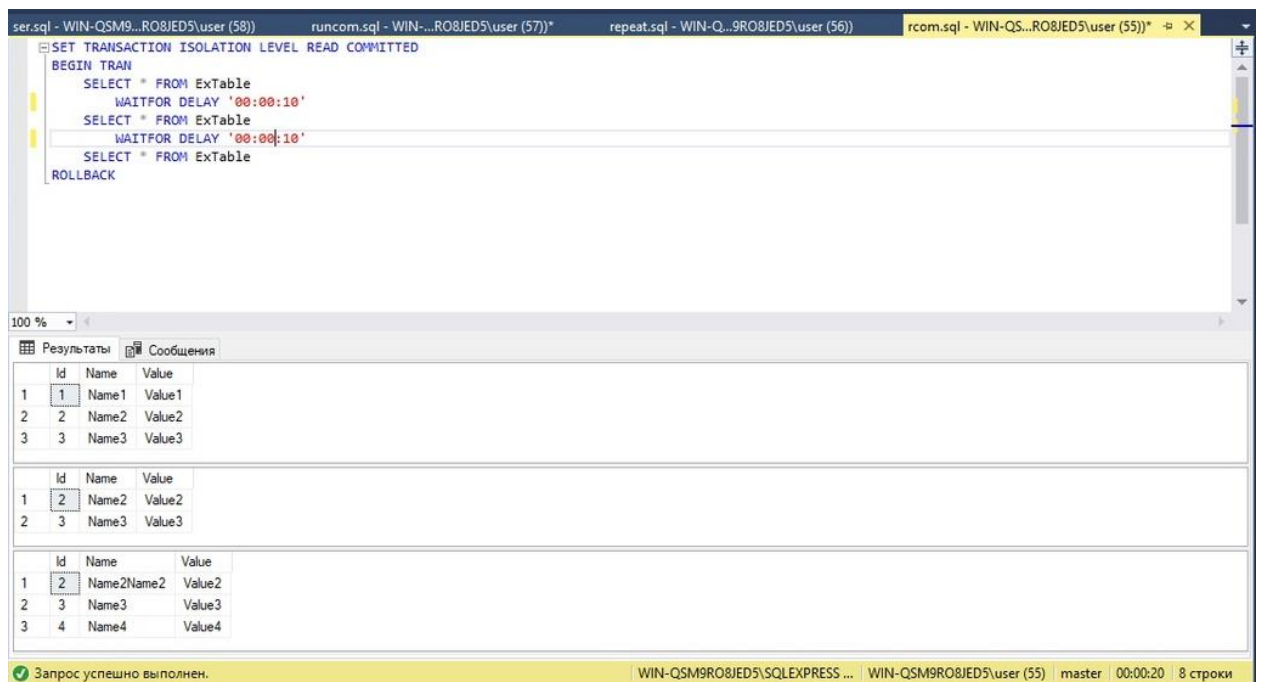 ser.sql - WIN-QSM9...RO8JED5\user (58)) runcom.sql - WIN-...RO8JED5\user (57))* repeat.sql - WIN-Q...9RO8JED5\user (56)) rcom.sql - WIN-QS...RO8JED5\user (55))*
SET TRANSACTION ISOLATION LEVEL READ COMMITTED
BEGIN TRAN
SELECT * FROM ExTable
WAITFOR DELAY '00:00:10'
SELECT * FROM ExTable
WAITFOR DELAY '00:00:10'
SELECT * FROM ExTable
ROLLBACK
100 %
Результаты Сообщения
Id Name Value
1 1 Name1 Value1
2 2 Name2 Value2
3 3 Name3 Value3
Id Name Value
1 2 Name2 Value2
2 3 Name3 Value3
Id Name Value
1 2 Name2Name2 Value2
2 3 Name3 Value3
3 4 Name4 Value4
Запрос успешно выполнен. WIN-QSM9RO8JED5\SQLEXPRESS ... WIN-QSM9RO8JED5\user (55) master 00:00:20 8 строки